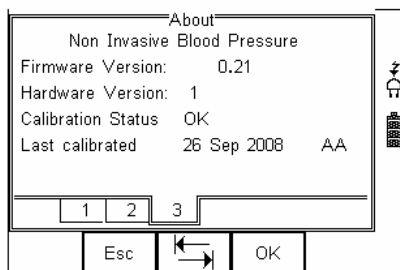 About
Non Invasive Blood Pressure
Firmware Version: 0.21
Hardware Version: 1
Calibration Status OK
Last calibrated 26 Sep 2008 AA
1 2 3
Esc OK